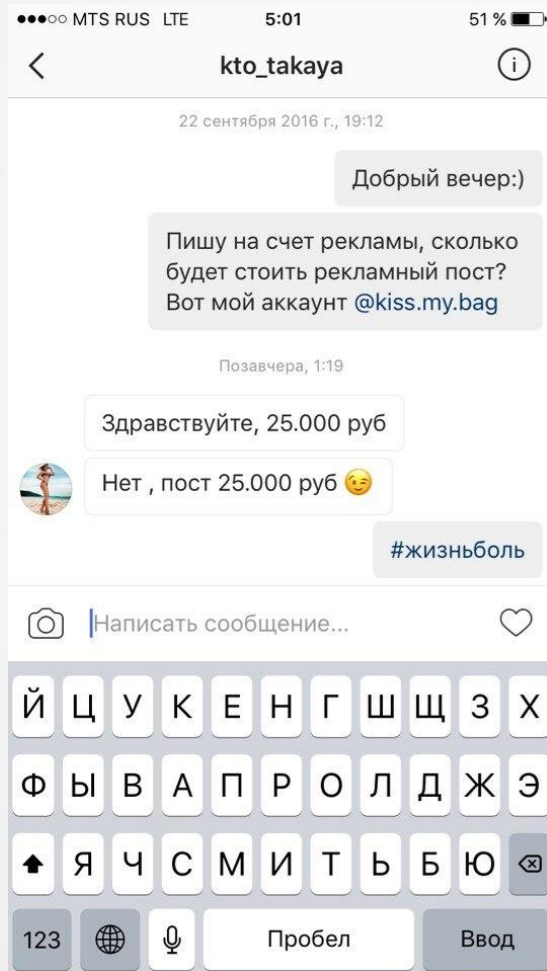 MTS RUS LTE 5:01 51 %
kto_takaya
22 сентября 2016 г., 19:12
Добрый вечер:)
Пишу на счет рекламы, сколько
будет стоить рекламный пост?
Вот мой аккаунт @kiss.my.bag
Позавчера, 1:19
Здравствуйте, 25.000 руб
Нет , пост 25.000 руб 😉
#жизньболь
Написать сообщение...
Й Ц У К Е Н Г Ш Щ З Х
Ф Ы В А П Р О Л Д Ж Э
Я Ч С М И Т Ь Б Ю
123 Пробел Ввод